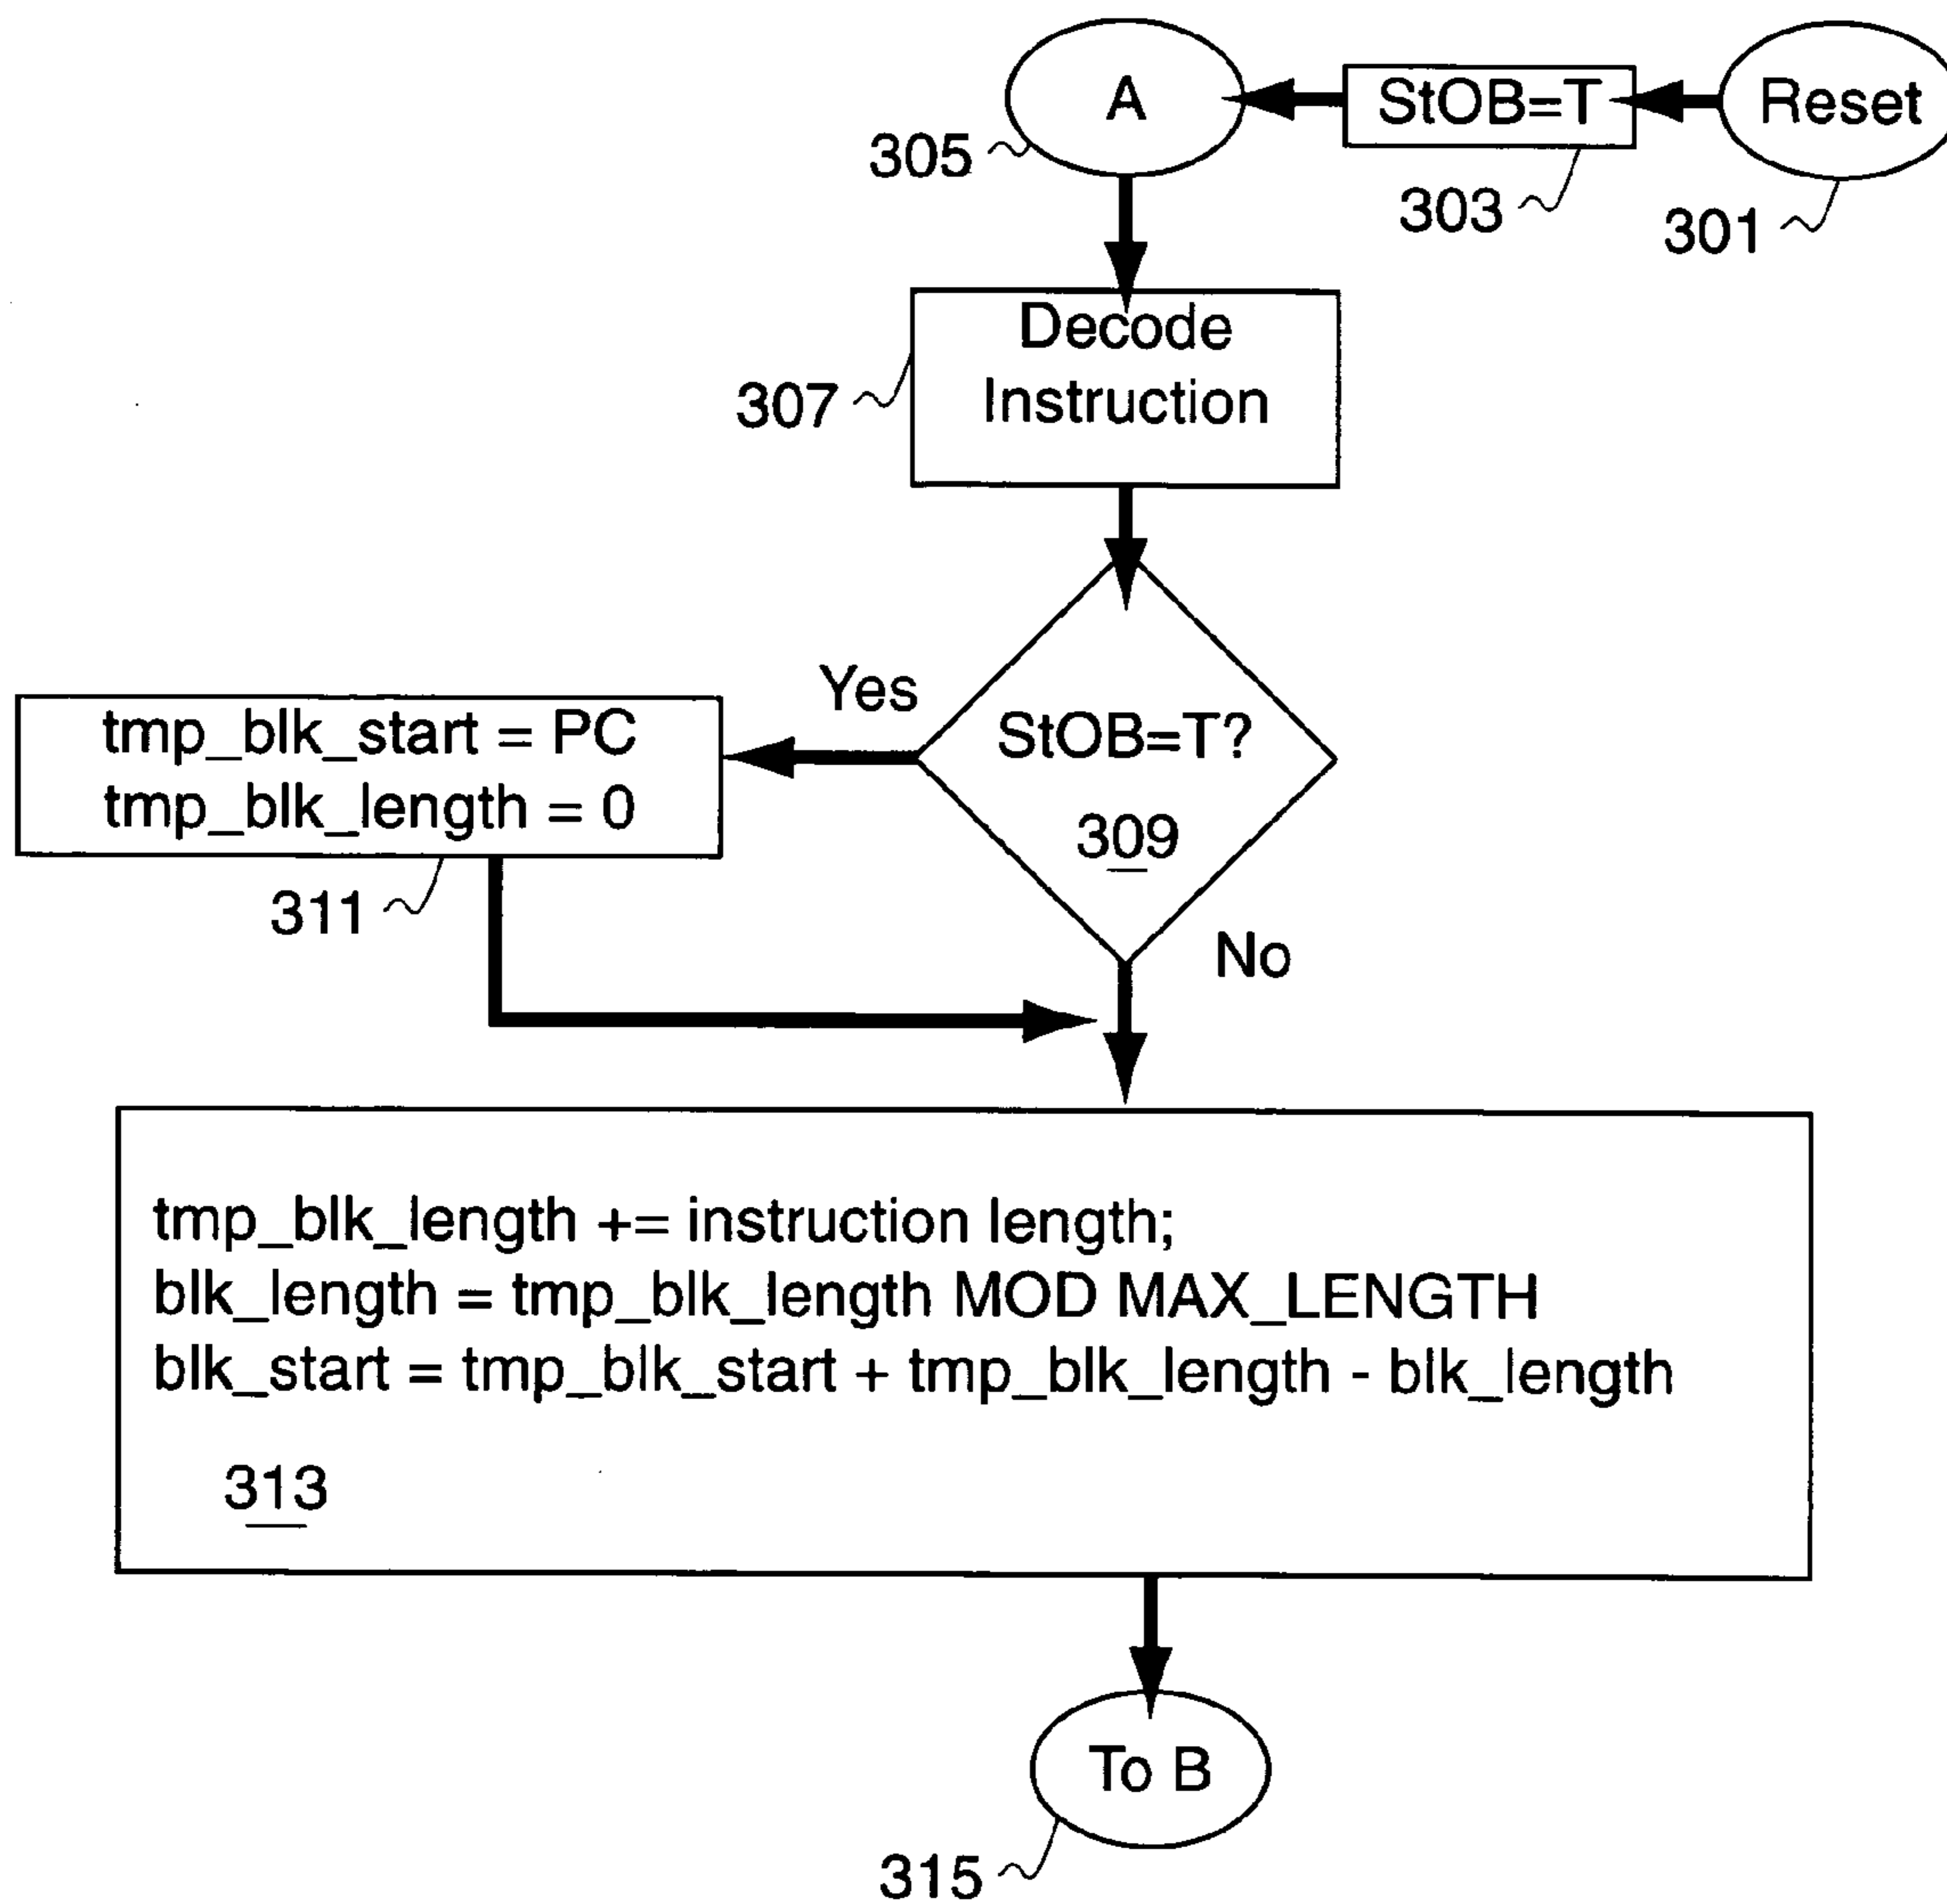 A
StOB=T
Reset
305
303
301
Decode
Instruction
307
Yes
StOB=T?
309
tmp_blk_start = PC
tmp_blk_length = 0
311
No
tmp_blk_length += instruction length;
blk_length = tmp_blk_length MOD MAX_LENGTH
blk_start = tmp_blk_start + tmp_blk_length - blk_length
313
To B
315